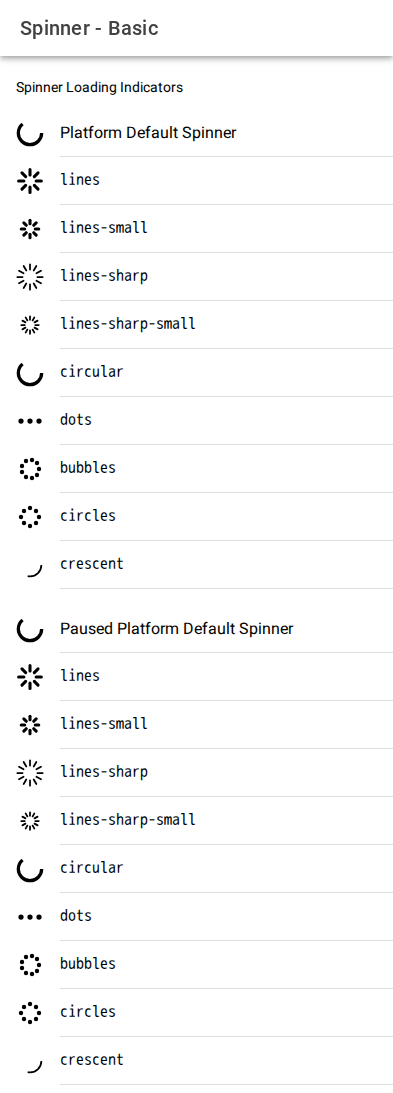 Spinner - Basic
Spinner Loading Indicators
Platform Default Spinner
lines
lines-small
lines-sharp
lines-sharp-small
circular
dots
bubbles
circles
crescent
Paused Platform Default Spinner
lines
lines-small
lines-sharp
lines-sharp-small
circular
dots
bubbles
circles
crescent